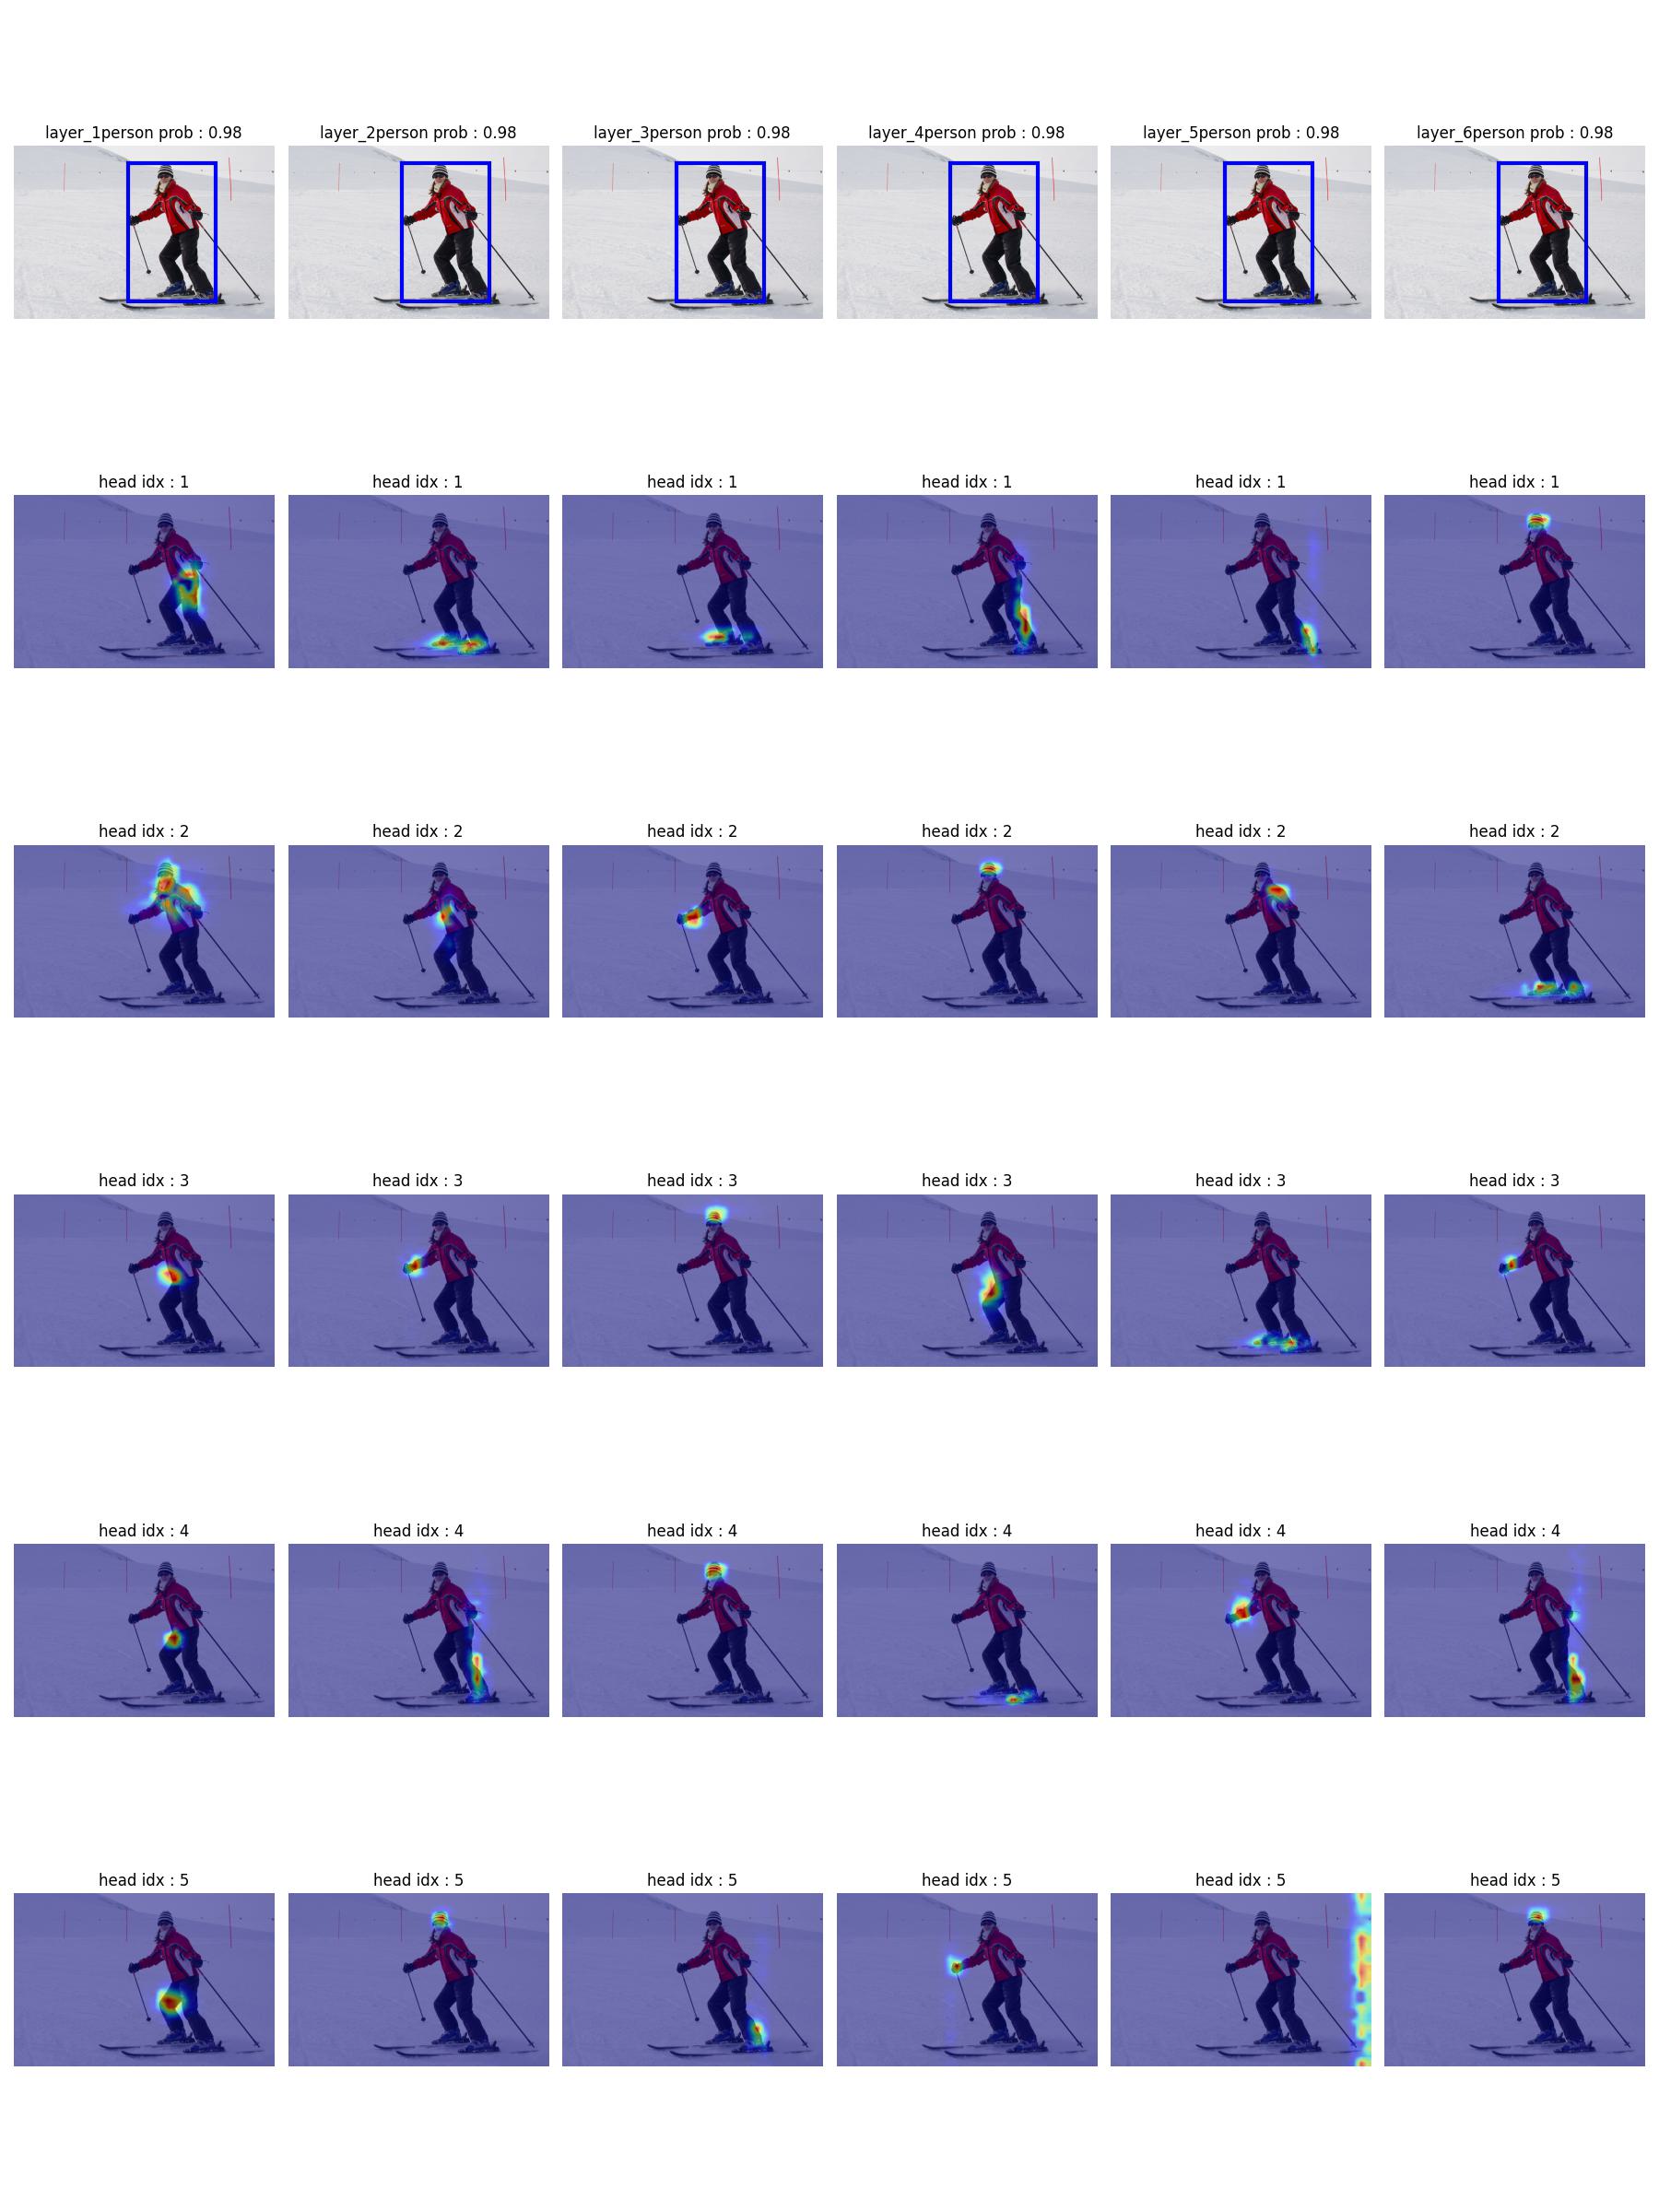 layer_1person prob : 0.98 layer_2person prob : 0.98 layer_3person prob : 0.98 layer_4person prob : 0.98 layer_5person prob : 0.98 layer_6person prob : 0.98
head idx : 1 head idx : 1 head idx : 1 head idx : 1 head idx : 1 head idx : 1
head idx : 2 head idx : 2 head idx : 2 head idx : 2 head idx : 2 head idx : 2
head idx : 3 head idx : 3 head idx : 3 head idx : 3 head idx : 3 head idx : 3
head idx : 4 head idx : 4 head idx : 4 head idx : 4 head idx : 4 head idx : 4
head idx : 5 head idx : 5 head idx : 5 head idx : 5 head idx : 5 head idx : 5